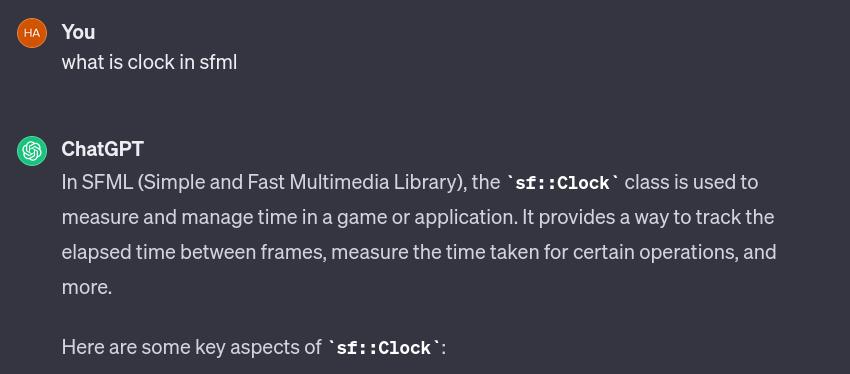 HA
You
what is clock in sfml
ChatGPT
In SFML (Simple and Fast Multimedia Library), the `sf::Clock` class is used to
measure and manage time in a game or application. It provides a way to track the
elapsed time between frames, measure the time taken for certain operations, and
more.
Here are some key aspects of `sf::Clock`: